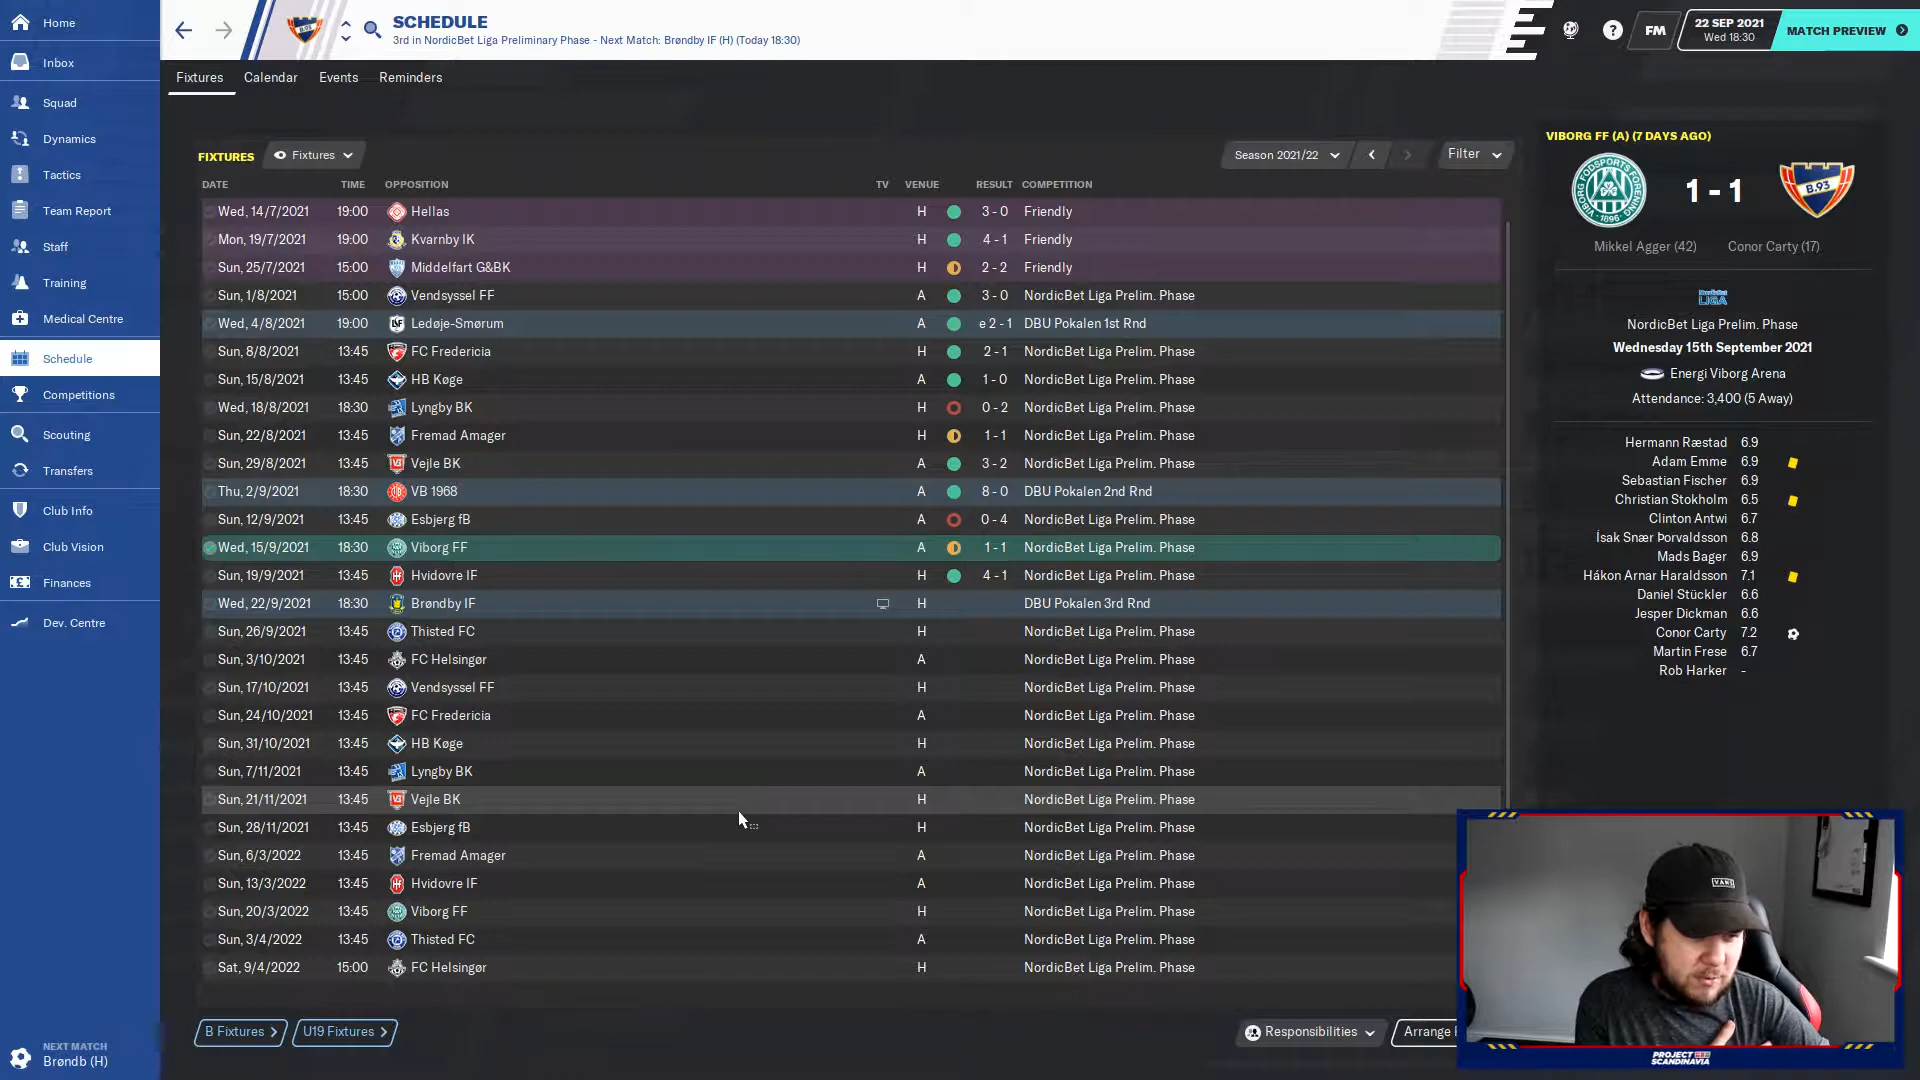 Home
Inbox
Squad
Dynamics
Tactics
Team Report
Staff
Training
Medical Centre
Schedule
Competitions
Scouting
Transfers
Club Info
Club Vision
Finances
Dev. Centre
NEXT MATCH
Brøndb (H)
B.93
SCHEDULE
3rd in NordicBet Liga Preliminary Phase - Next Match: Brøndby IF (H) (Today 18:30)
FM
22 SEP 2021
Wed 18:30
MATCH PREVIEW
Fixtures Calendar Events Reminders
FIXTURES Fixtures Season 2021/22 Filter
DATE TIME OPPOSITION TV VENUE RESULT COMPETITION
Wed, 14/7/2021 19:00 Hellas H 3 - 0 Friendly
Mon, 19/7/2021 19:00 Kvarnby IK H 4 - 1 Friendly
Sun, 25/7/2021 15:00 Middelfart G&BK H 2 - 2 Friendly
Sun, 1/8/2021 15:00 Vendsyssel FF A 3 - 0 NordicBet Liga Prelim. Phase
Wed, 4/8/2021 19:00 Ledøje-Smørum A e 2 - 1 DBU Pokalen 1st Rnd
Sun, 8/8/2021 13:45 FC Fredericia H 2 - 1 NordicBet Liga Prelim. Phase
Sun, 15/8/2021 13:45 HB Køge A 1 - 0 NordicBet Liga Prelim. Phase
Wed, 18/8/2021 18:30 Lyngby BK H 0 - 2 NordicBet Liga Prelim. Phase
Sun, 22/8/2021 13:45 Fremad Amager H 1 - 1 NordicBet Liga Prelim. Phase
Sun, 29/8/2021 13:45 Vejle BK A 3 - 2 NordicBet Liga Prelim. Phase
Thu, 2/9/2021 18:30 VB 1968 A 8 - 0 DBU Pokalen 2nd Rnd
Sun, 12/9/2021 13:45 Esbjerg fB A 0 - 4 NordicBet Liga Prelim. Phase
Wed, 15/9/2021 18:30 Viborg FF A 1 - 1 NordicBet Liga Prelim. Phase
Sun, 19/9/2021 13:45 Hvidovre IF H 4 - 1 NordicBet Liga Prelim. Phase
Wed, 22/9/2021 18:30 Brøndby IF H DBU Pokalen 3rd Rnd
Sun, 26/9/2021 13:45 Thisted FC H NordicBet Liga Prelim. Phase
Sun, 3/10/2021 13:45 FC Helsingør A NordicBet Liga Prelim. Phase
Sun, 17/10/2021 13:45 Vendsyssel FF H NordicBet Liga Prelim. Phase
Sun, 24/10/2021 13:45 FC Fredericia A NordicBet Liga Prelim. Phase
Sun, 31/10/2021 13:45 HB Køge H NordicBet Liga Prelim. Phase
Sun, 7/11/2021 13:45 Lyngby BK A NordicBet Liga Prelim. Phase
Sun, 21/11/2021 13:45 Vejle BK H NordicBet Liga Prelim. Phase
Sun, 28/11/2021 13:45 Esbjerg fB H NordicBet Liga Prelim. Phase
Sun, 6/3/2022 13:45 Fremad Amager A NordicBet Liga Prelim. Phase
Sun, 13/3/2022 13:45 Hvidovre IF A NordicBet Liga Prelim. Phase
Sun, 20/3/2022 13:45 Viborg FF H NordicBet Liga Prelim. Phase
Sun, 3/4/2022 13:45 Thisted FC A NordicBet Liga Prelim. Phase
Sat, 9/4/2022 15:00 FC Helsingør H NordicBet Liga Prelim. Phase
B Fixtures U19 Fixtures Responsibilities Arrange
VIBORG FF (A) (7 DAYS AGO)
VIBORG FODSPORTS FORENING
1896
1 - 1
B.93
Mikkel Agger (42) Conor Carty (17)
NordicBet
LIGA
NordicBet Liga Prelim. Phase
Wednesday 15th September 2021
Energi Viborg Arena
Attendance: 3,400 (5 Away)
Hermann Ræstad 6.9
Adam Emme 6.9
Sebastian Fischer 6.9
Christian Stokholm 6.5
Clinton Antwi 6.7
Ísak Snær Þorvaldsson 6.8
Mads Bager 6.9
Hákon Arnar Haraldsson 7.1
Daniel Stückler 6.6
Jesper Dickman 6.6
Conor Carty 7.2
Martin Frese 6.7
Rob Harker -
VANS
PROJECT
SCANDINAVIA